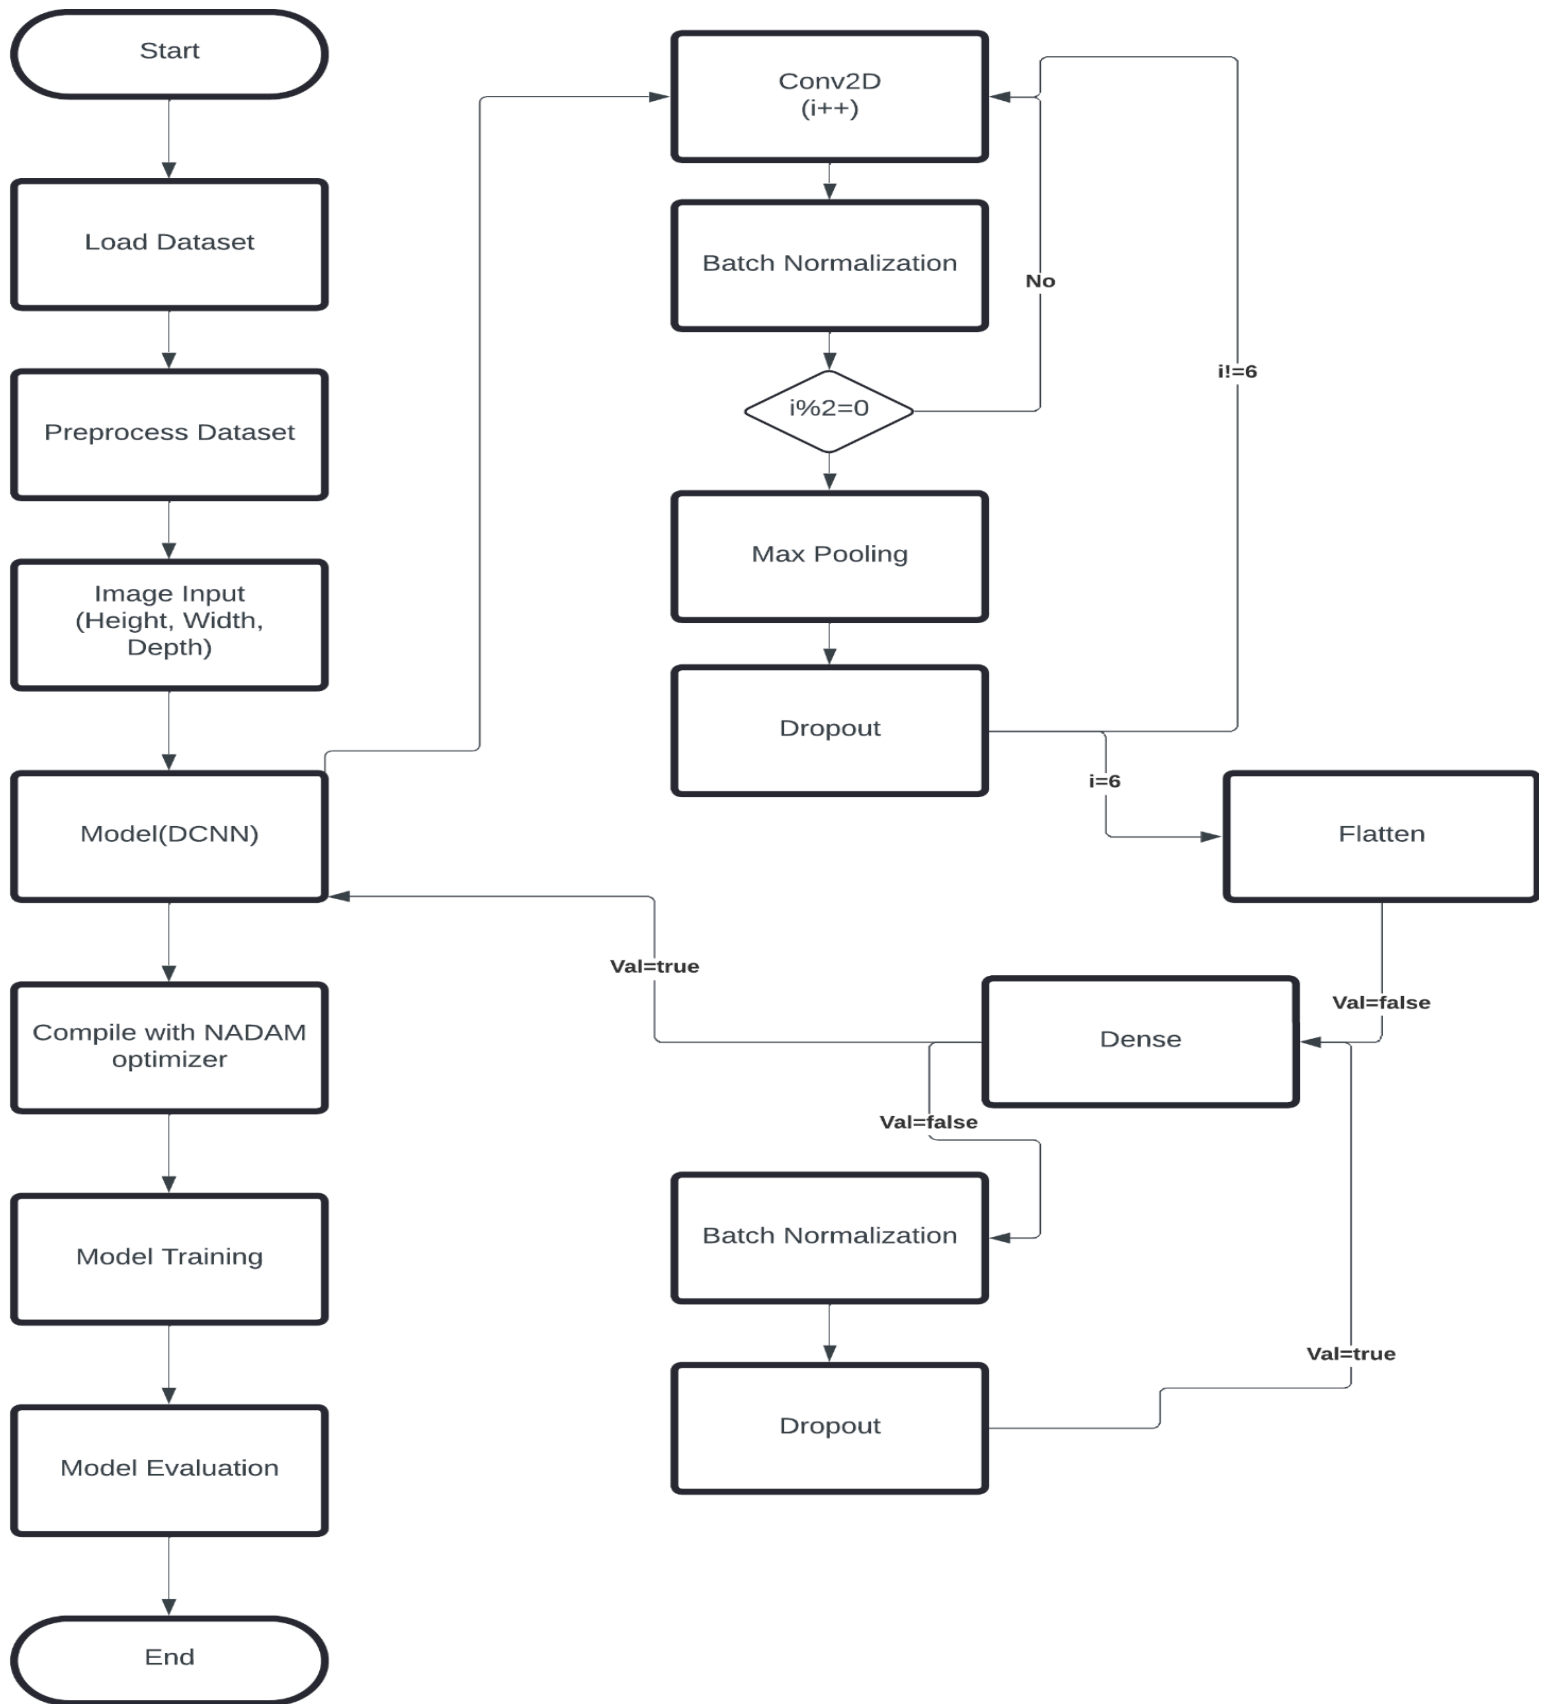 Start
Load Dataset
Preprocess Dataset
Image Input
(Height, Width,
Depth)
Model(DCNN)
Compile with NADAM
optimizer
Model Training
Model Evaluation
End
Conv2D
(i++)
Batch Normalization
i%2=0
No
Max Pooling
Dropout
i!=6
i=6
Flatten
Val=false
Dense
Val=true
Val=false
Batch Normalization
Dropout
Val=true